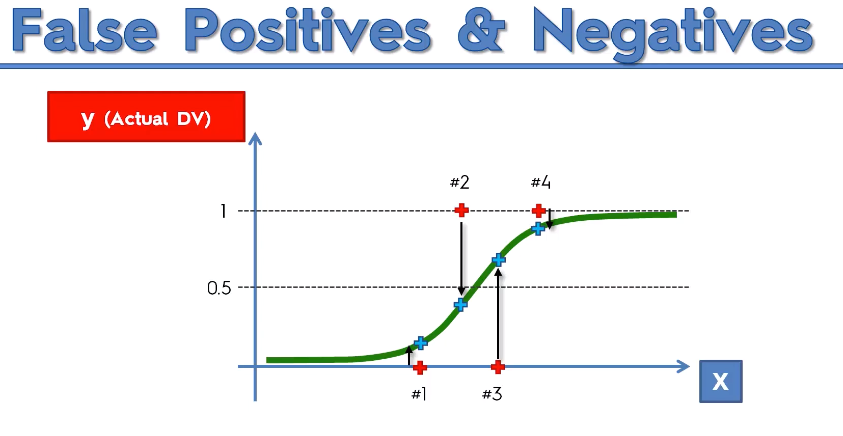 False Positives & Negatives
y (Actual DV)
#2
#4
1
0.5
X
#1
#3